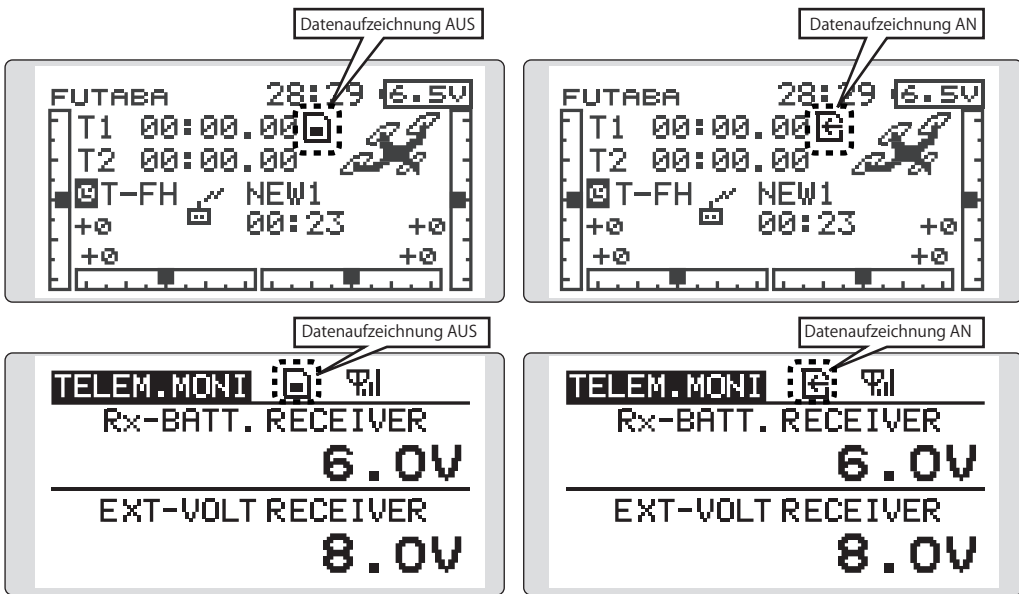 Datenaufzeichnung AUS
FUTABA 28:29 6.5V
T1 00:00.00
T2 00:00.00
T-FH NEW1
00:23
+0 +0
+0 +0
Datenaufzeichnung AN
FUTABA 28:29 6.5V
T1 00:00.00
T2 00:00.00
T-FH NEW1
00:23
+0 +0
+0 +0
Datenaufzeichnung AUS
TELEM.MONI
Rx-BATT. RECEIVER
6.0V
EXT-VOLT RECEIVER
8.0V
Datenaufzeichnung AN
TELEM.MONI
Rx-BATT. RECEIVER
6.0V
EXT-VOLT RECEIVER
8.0V